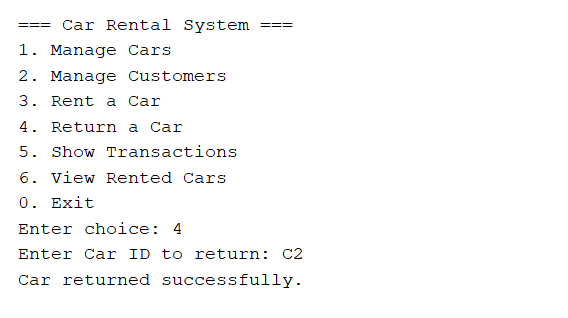 === Car Rental System ===
1. Manage Cars
2. Manage Customers
3. Rent a Car
4. Return a Car
5. Show Transactions
6. View Rented Cars
0. Exit
Enter choice: 4
Enter Car ID to return: C2
Car returned successfully.